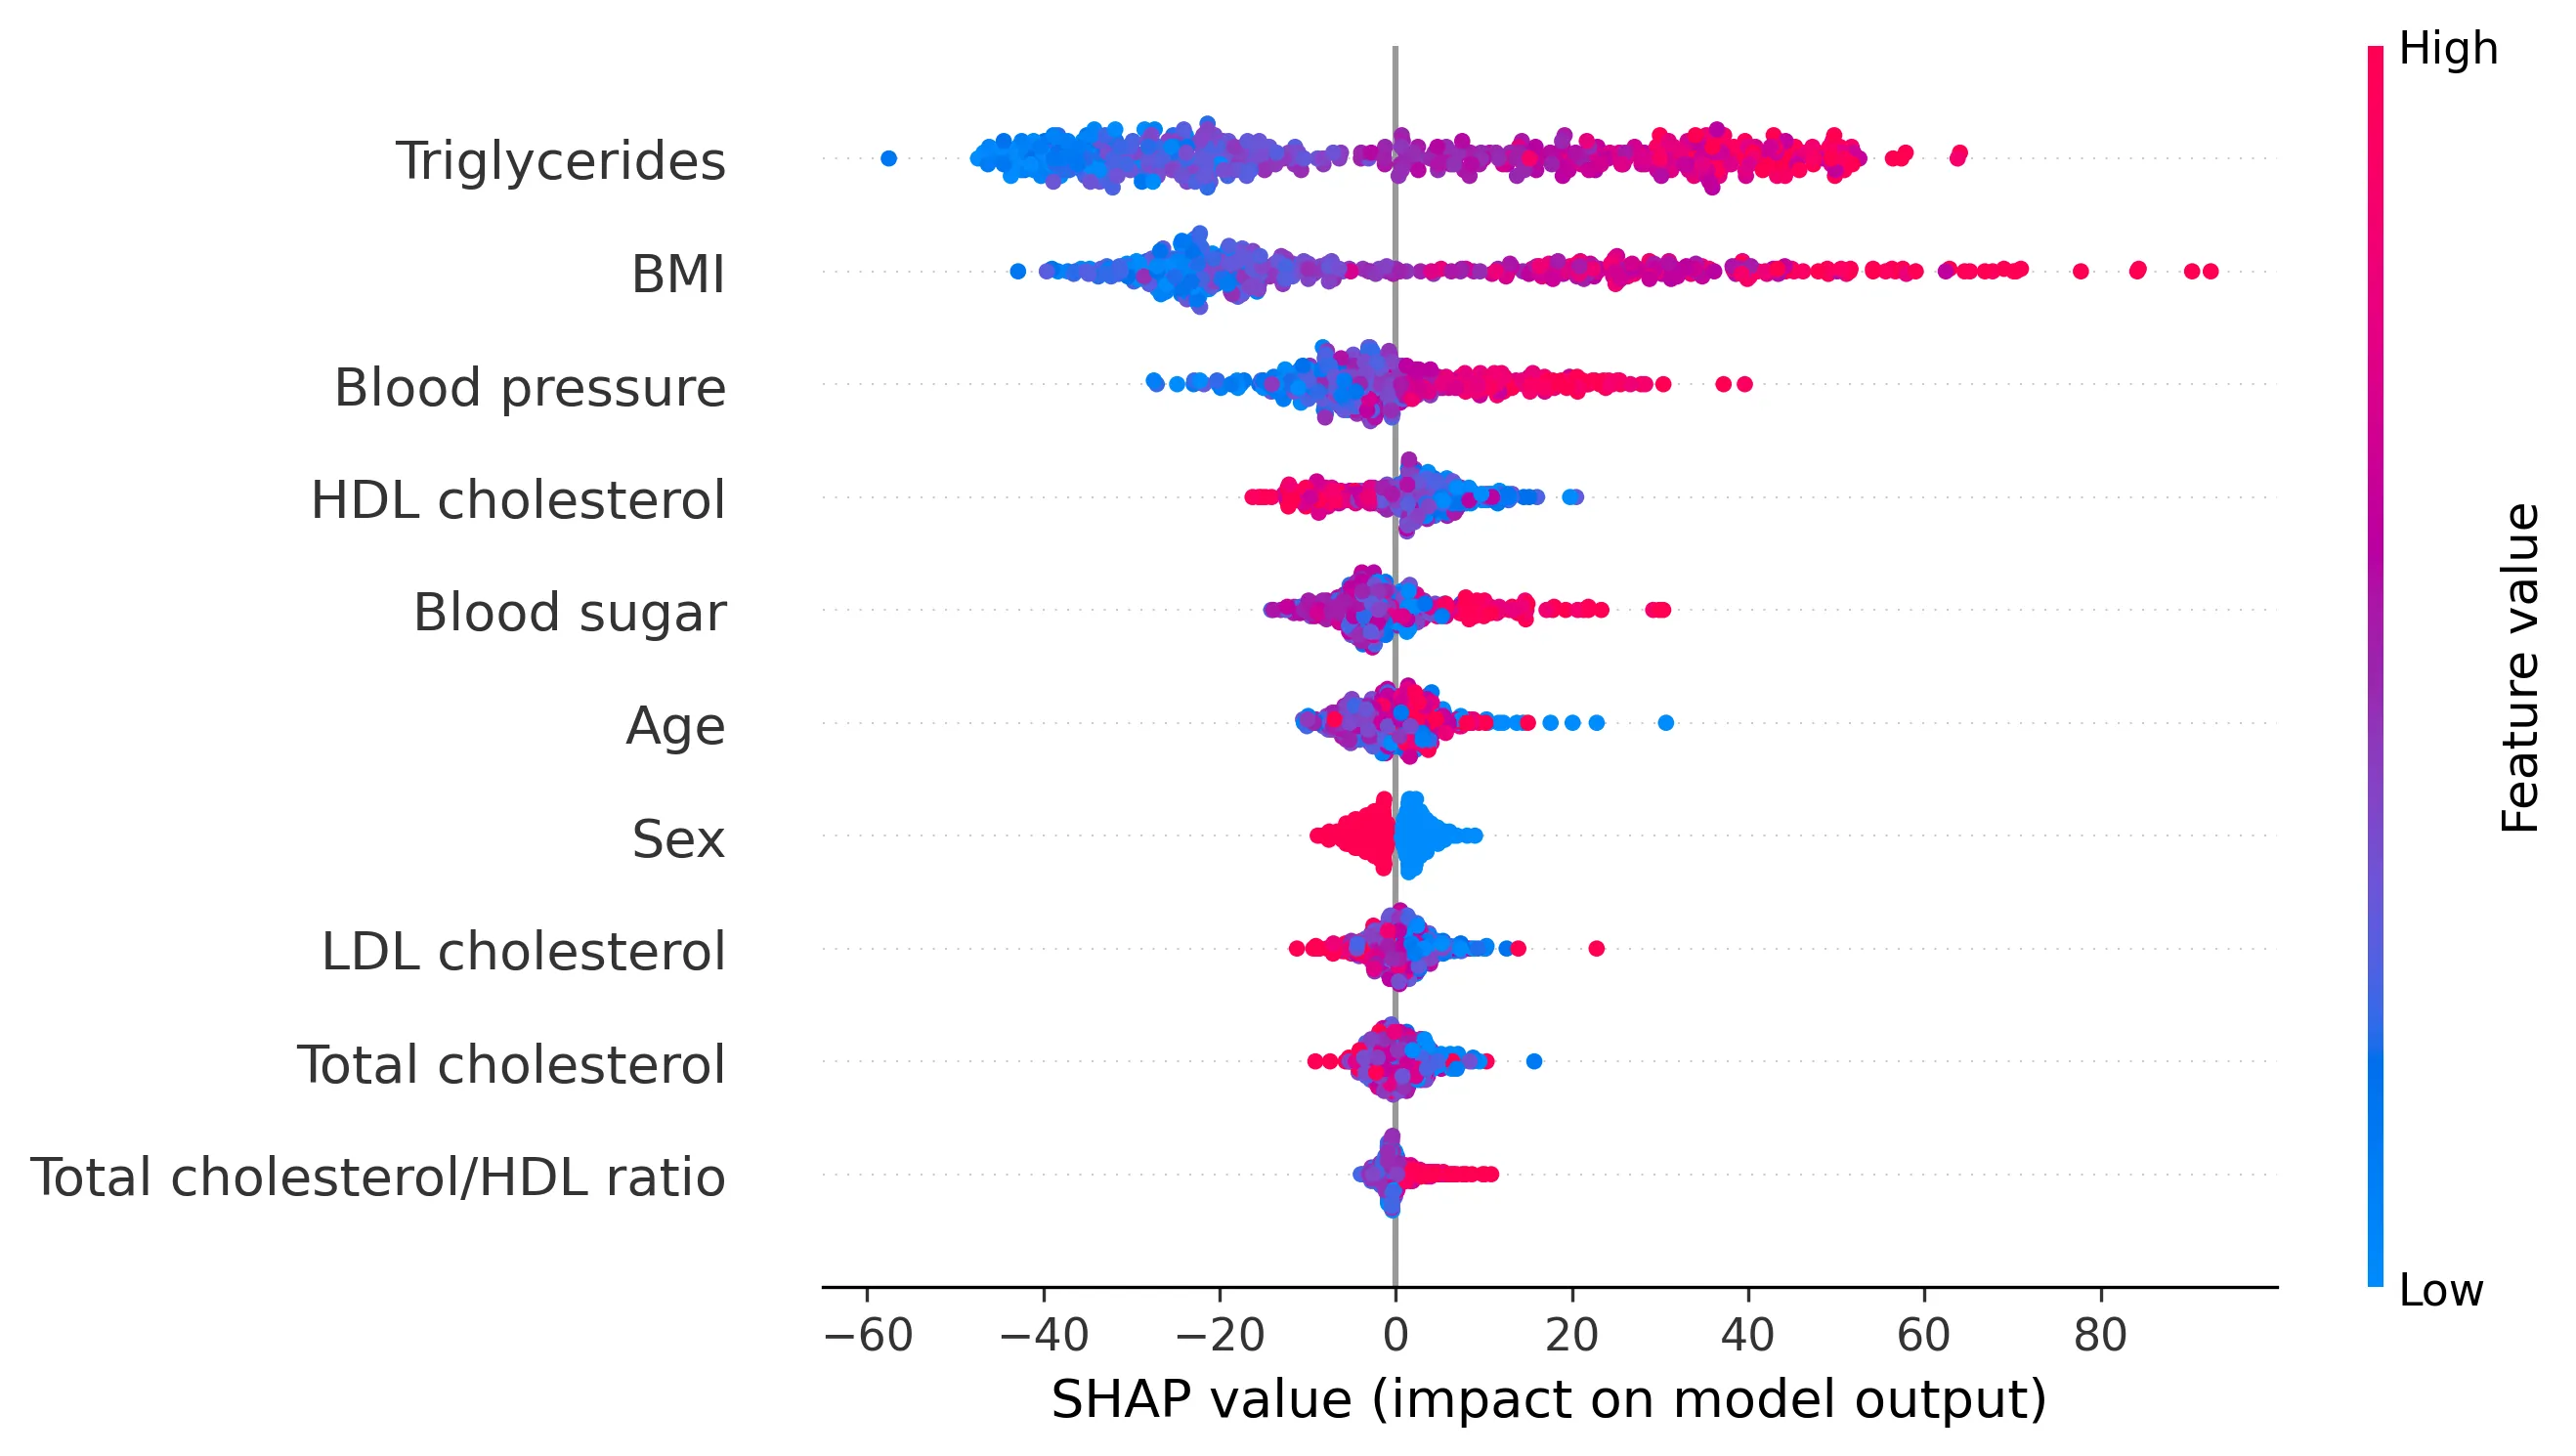 High
Triglycerides
BMI
Blood pressure
HDL cholesterol
Blood sugar
Age
Sex
LDL cholesterol
Total cholesterol
Total cholesterol/HDL ratio
Feature value
Low
−60 −40 −20 0 20 40 60 80
SHAP value (impact on model output)